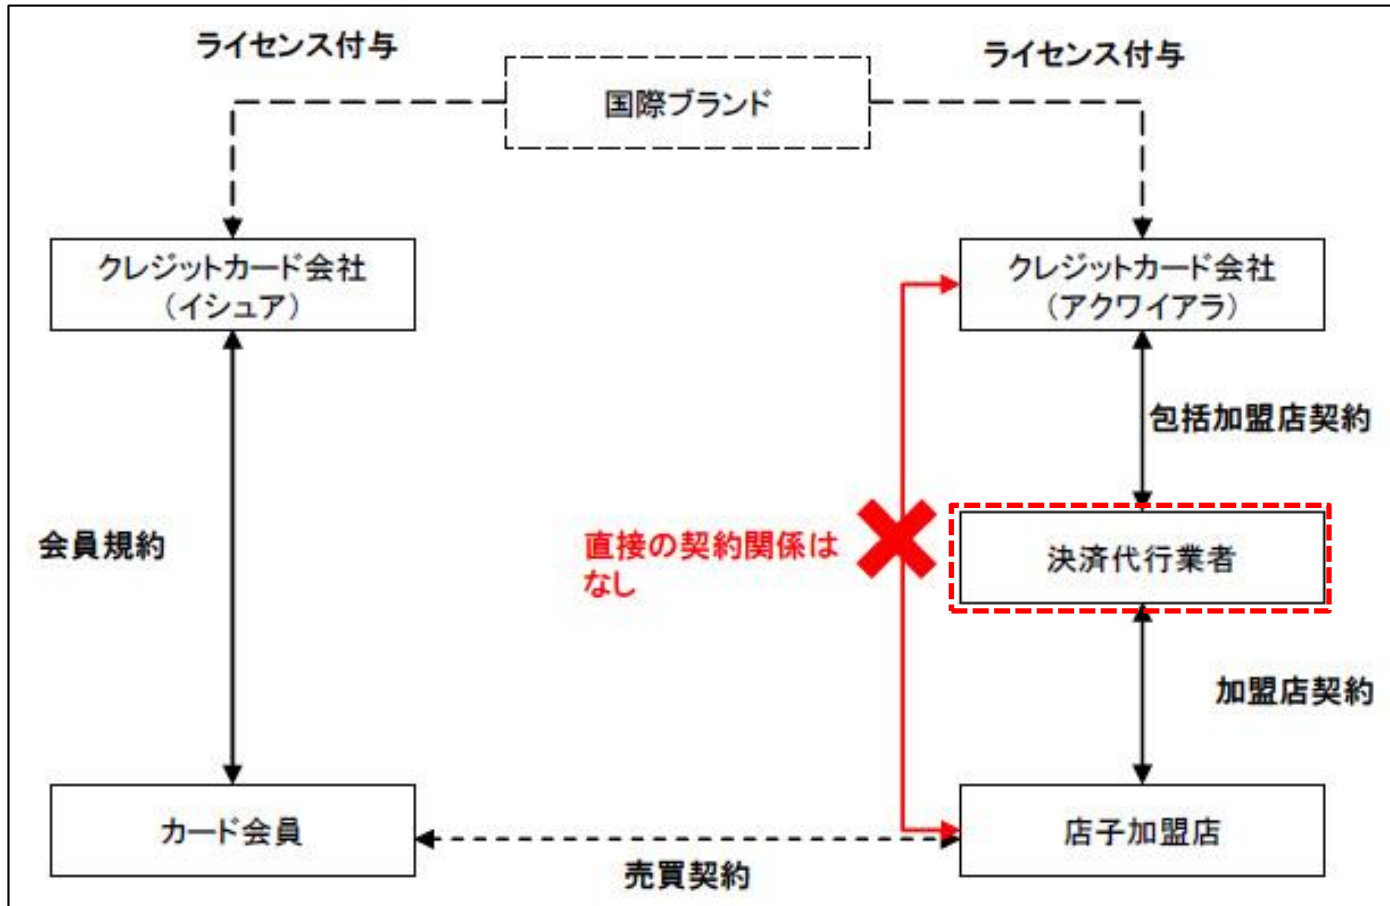 ライセンス付与
ライセンス付与
国際ブランド
クレジットカード会社
（イシュア）
クレジットカード会社
（アクワイアラ）
包括加盟店契約
会員規約
直接の契約関係は
なし
決済代行業者
加盟店契約
カード会員
店子加盟店
売買契約